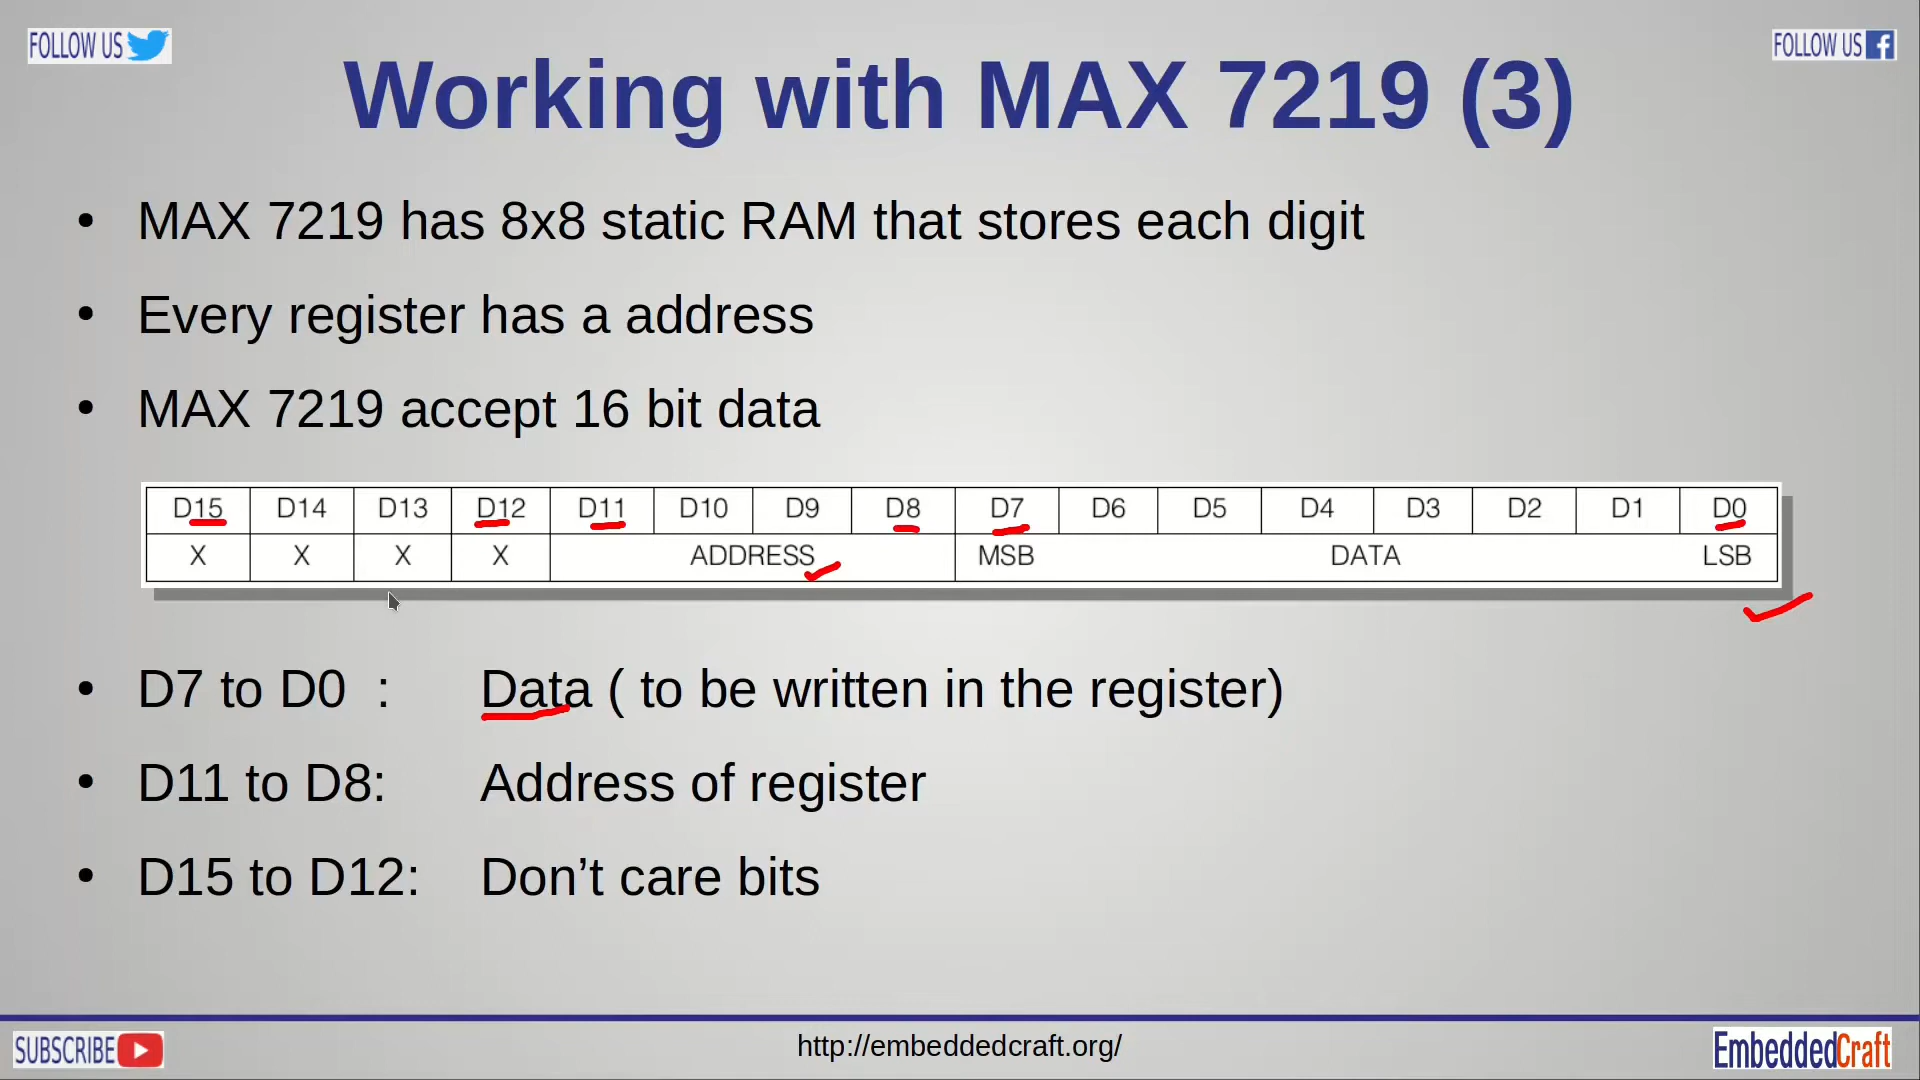 FOLLOW US
FOLLOW US
Working with MAX 7219 (3)
• MAX 7219 has 8x8 static RAM that stores each digit
• Every register has a address
• MAX 7219 accept 16 bit data
D15 D14 D13 D12 D11 D10 D9 D8 D7 D6 D5 D4 D3 D2 D1 D0
X X X X ADDRESS MSB DATA LSB
• D7 to D0 : Data ( to be written in the register)
• D11 to D8: Address of register
• D15 to D12: Don’t care bits
SUBSCRIBE
http://embeddedcraft.org/
EmbeddedCraft